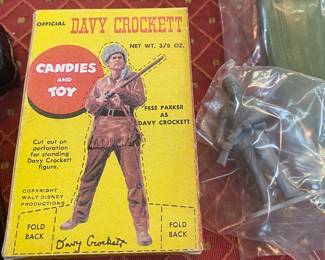 OFFICIAL DAVY CROCKETT
NET WT. 3/8 OZ.
CANDIES
AND
TOY
FESS PARKER
AS
DAVY CROCKETT
Cut out on
perforation
for standing
Davy Crockett
figure.
COPYRIGHT
WALT DISNEY
PRODUCTIONS
FOLD
BACK
FOLD
BACK
Davy Crockett